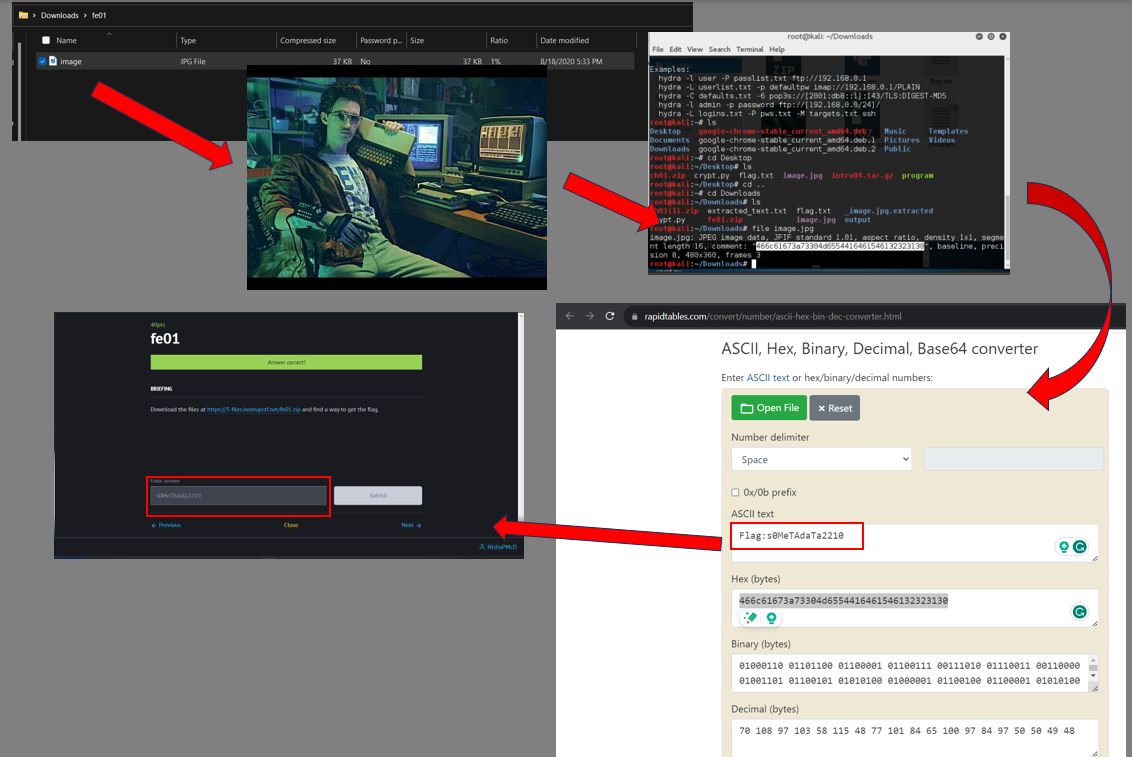 Downloads > fe01
Name Type Compressed size Password p... Size Ratio Date modified
image JPG File 37 KB No 37 KB 1% 8/18/2020 5:33 PM
root@kali: ~/Downloads
File Edit View Search Terminal Help
Examples:
hydra -l user -P passlist.txt ftp://192.168.0.1
hydra -L userlist.txt -p defaultpw imap://192.168.0.1/PLAIN
hydra -C defaults.txt -6 pop3s://[2001:db8::1]:143/TLS:DIGEST-MD5
hydra -l admin -p password ftp://[192.168.0.0/24]/
hydra -L logins.txt -P pws.txt -M targets.txt ssh
root@kali:~# ls
Desktop google-chrome-stable_current_amd64.deb Music Templates
Documents google-chrome-stable_current_amd64.deb.1 Pictures Videos
Downloads google-chrome-stable_current_amd64.deb.2 Public
root@kali:~# cd Desktop
root@kali:~/Desktop# ls
ch01.zip crypt.py flag.txt image.jpg intro04.tar.gz program
root@kali:~/Desktop# cd ..
root@kali:~# cd Downloads
~/Downloads# ls
ch01(1).zip extracted_text.txt flag.txt _image.jpg.extracted
crypt.py fe01.zip image.jpg output
root@kali:~/Downloads# file image.jpg
image.jpg: JPEG image data, JFIF standard 1.01, aspect ratio, density 1x1, segme
nt length 16, comment: "466c61673a73304d6554416461546132323130", baseline, preci
sion 8, 480x360, frames 3
root@kali:~/Downloads#
40pts
fe01
Answer correct!
BRIEFING
Download the files at https://5-files.bootupctf.net/fe01.zip and find a way to get the flag.
Enter answer
s0MeTAdaTa2210 Submit
← Previous Close Next →
NishaPMcD
rapidtables.com/convert/number/ascii-hex-bin-dec-converter.html
ASCII, Hex, Binary, Decimal, Base64 converter
Enter ASCII text or hex/binary/decimal numbers:
Open File × Reset
Number delimiter
Space
0x/0b prefix
ASCII text
Flag:s0MeTAdaTa2210
Hex (bytes)
466c61673a73304d6554416461546132323130
Binary (bytes)
01000110 01101100 01100001 01100111 00111010 01110011 00110000
01001101 01100101 01010100 01000001 01100100 01100001 01010100
Decimal (bytes)
70 108 97 103 58 115 48 77 101 84 65 100 97 84 97 50 50 49 48